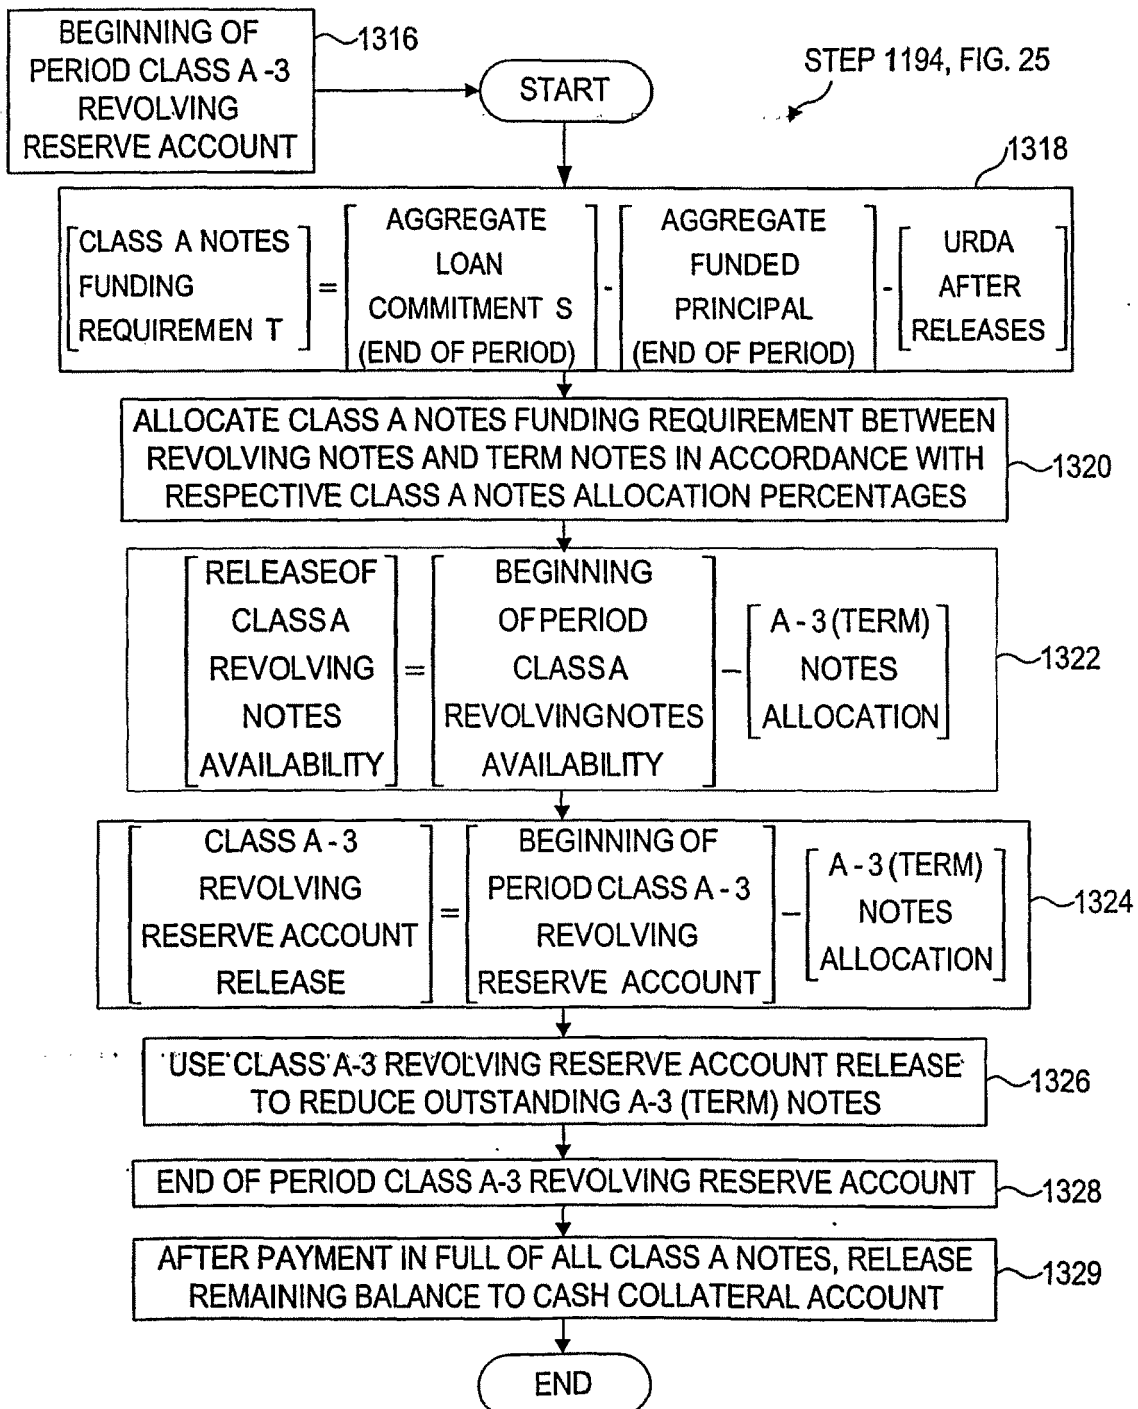 BEGINNING OF
PERIOD CLASS A -3
REVOLVING
RESERVE ACCOUNT
1316
START
STEP 1194, FIG. 25
1318
CLASS A NOTES
FUNDING
REQUIREMEN T
=
AGGREGATE
LOAN
COMMITMENT S
(END OF PERIOD)
-
AGGREGATE
FUNDED
PRINCIPAL
(END OF PERIOD)
-
URDA
AFTER
RELEASES
ALLOCATE CLASS A NOTES FUNDING REQUIREMENT BETWEEN
REVOLVING NOTES AND TERM NOTES IN ACCORDANCE WITH
RESPECTIVE CLASS A NOTES ALLOCATION PERCENTAGES
1320
RELEASEOF
CLASSA
REVOLVING
NOTES
AVAILABILITY
=
BEGINNING
OFPERIOD
CLASSA
REVOLVINGNOTES
AVAILABILITY
–
A - 3 (TERM)
NOTES
ALLOCATION
1322
CLASS A - 3
REVOLVING
RESERVE ACCOUNT
RELEASE
=
BEGINNING OF
PERIOD CLASS A - 3
REVOLVING
RESERVE ACCOUNT
–
A - 3 (TERM)
NOTES
ALLOCATION
1324
USE CLASS A-3 REVOLVING RESERVE ACCOUNT RELEASE
TO REDUCE OUTSTANDING A-3 (TERM) NOTES
1326
END OF PERIOD CLASS A-3 REVOLVING RESERVE ACCOUNT
1328
AFTER PAYMENT IN FULL OF ALL CLASS A NOTES, RELEASE
REMAINING BALANCE TO CASH COLLATERAL ACCOUNT
1329
END